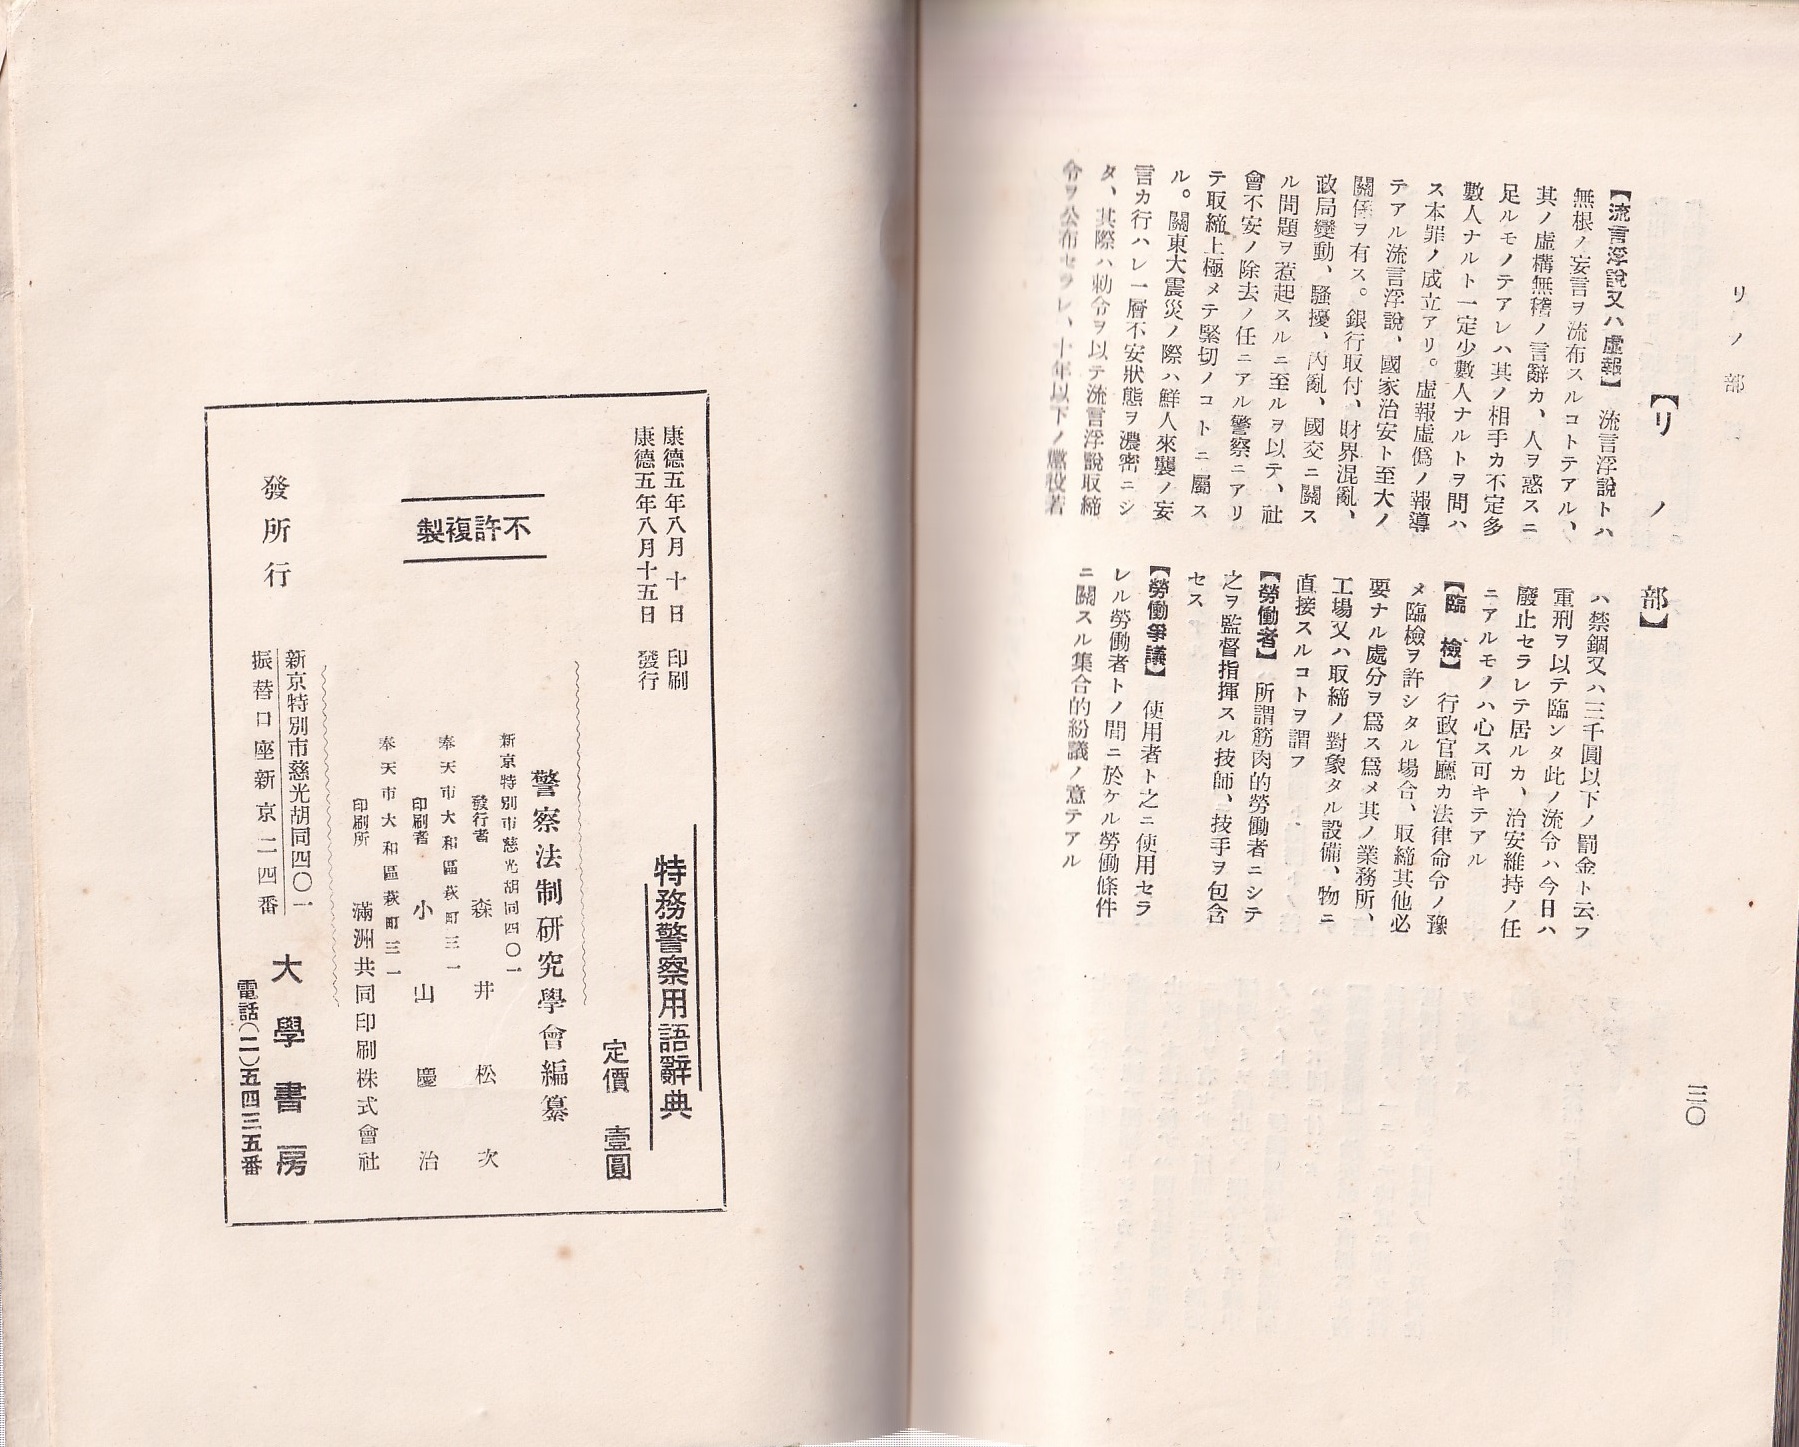 リノ部
三〇
【リノ部】
【流言浮說又ハ虛報】 流言浮說トハ
無根ノ妄言ヲ流布スルコトテアル、
其ノ虛構無稽ノ言辭カ、人ヲ惑スニ
足ルモノテアレハ其ノ相手カ不定多
數人ナルト一定少數人ナルトヲ問ハ
ス本罪ノ成立アリ。虛報虛僞ノ報導
テアル流言浮說、國家治安ト至大ノ
關係ヲ有ス。銀行取付、財界混亂、
政局變動、騷擾、內亂、國交ニ關ス
ル問題ヲ惹起スルニ至ルヲ以テ、社
會不安ノ除去ノ任ニアル警察ニアリ
テ取締上極メテ緊切ノコトニ屬ス
ル。關東大震災ノ際ハ鮮人來襲ノ妄
言カ行ハレ一層不安狀態ヲ濃密ニシ
タ、其際ハ勅令ヲ以テ流言浮說取締
令ヲ公布セラレ、十年以下ノ懲役若
ハ禁錮又ハ三千圓以下ノ罰金ト云フ
重刑ヲ以テ臨ンタ此ノ流令ハ今日ハ
廢止セラレテ居ルカ、治安維持ノ任
ニアルモノハ心ス可キテアル
【臨檢】 行政官廳カ法律命令ノ豫
メ臨檢ヲ許シタル場合、取締其他必
要ナル處分ヲ爲ス爲メ其ノ業務所、
工場又ハ取締ノ對象タル設備、物ニ
直接スルコトヲ謂フ
【勞働者】 所謂筋肉的勞働者ニシテ
之ヲ監督指揮スル技師、技手ヲ包含
セス
【勞働爭議】 使用者ト之ニ使用セラ
レル勞働者トノ間ニ於ケル勞働條件
ニ關スル集合的紛議ノ意テアル
特務警察用語辭典
康德五年八月十日 印刷
康德五年八月十五日 發行
定價 壹圓
警察法制硏究學會編纂
不許複製
新京特別市慈光胡同四〇一
發行者 森井松次
奉天市大和區萩町三一
印刷者 小山慶治
奉天市大和區萩町三一
印刷所 滿洲共同印刷株式會社
發所行
新京特別市慈光胡同四〇一
振替口座新京二四番
大學書房
電話(二)五四三五番